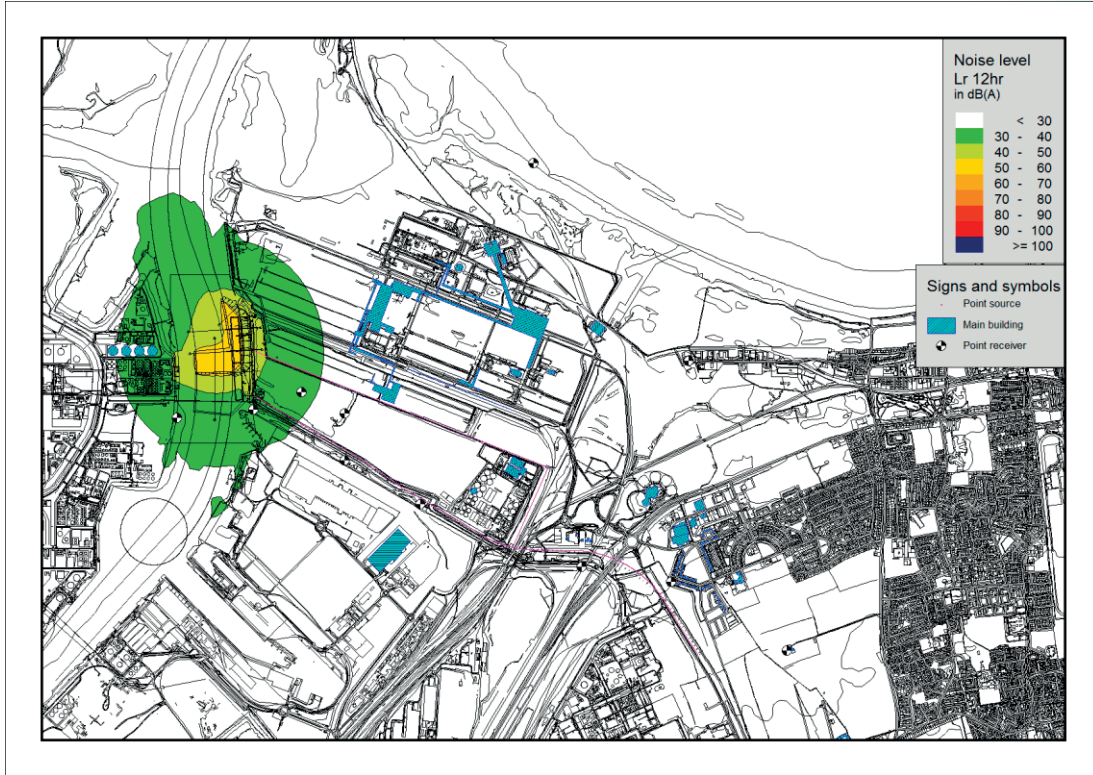 Noise level
Lr 12hr
in dB(A)
< 30
30 - 40
40 - 50
50 - 60
60 - 70
70 - 80
80 - 90
90 - 100
>= 100
Signs and symbols
Point source
Main building
Point receiver